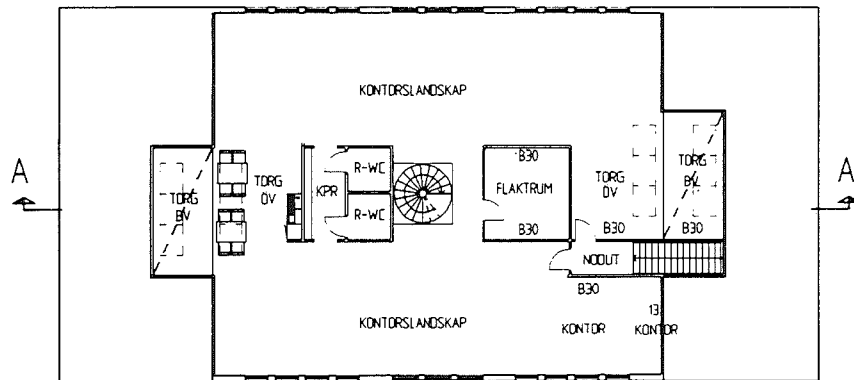 KONTORSLANDSKAP
A
A
B30
R-WC
TORG
ÖV
KPR
FLÄKTRUM
TORG
ÖV
TORG
BV
TORG
BV
R-WC
B30
B30
B30
NÖDUT
B30
13
KONTORSLANDSKAP
KONTOR
KONTOR